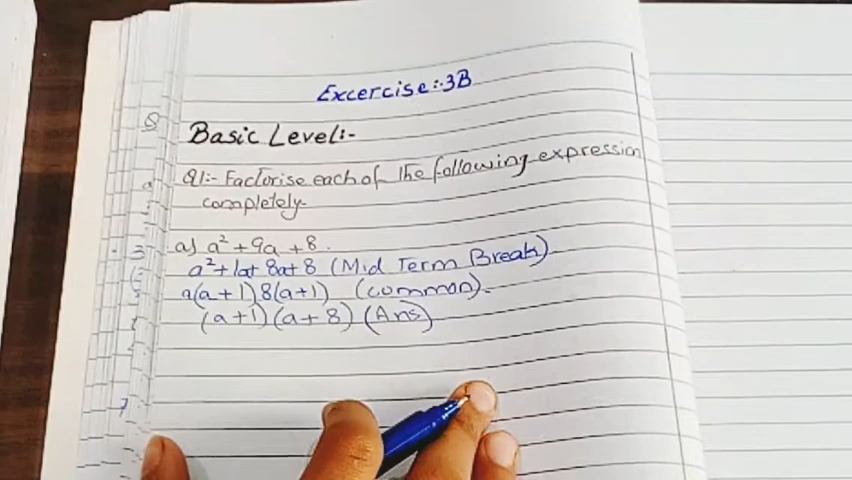 Excercise:-3B
Basic Level:-
Q1:- Factorise each of the following expression
completely.
a) a² + 9a + 8.
a² + 1a + 8a + 8 (Mid Term Break)
a(a + 1) 8(a + 1) (common).
(a + 1) (a + 8) (Ans)